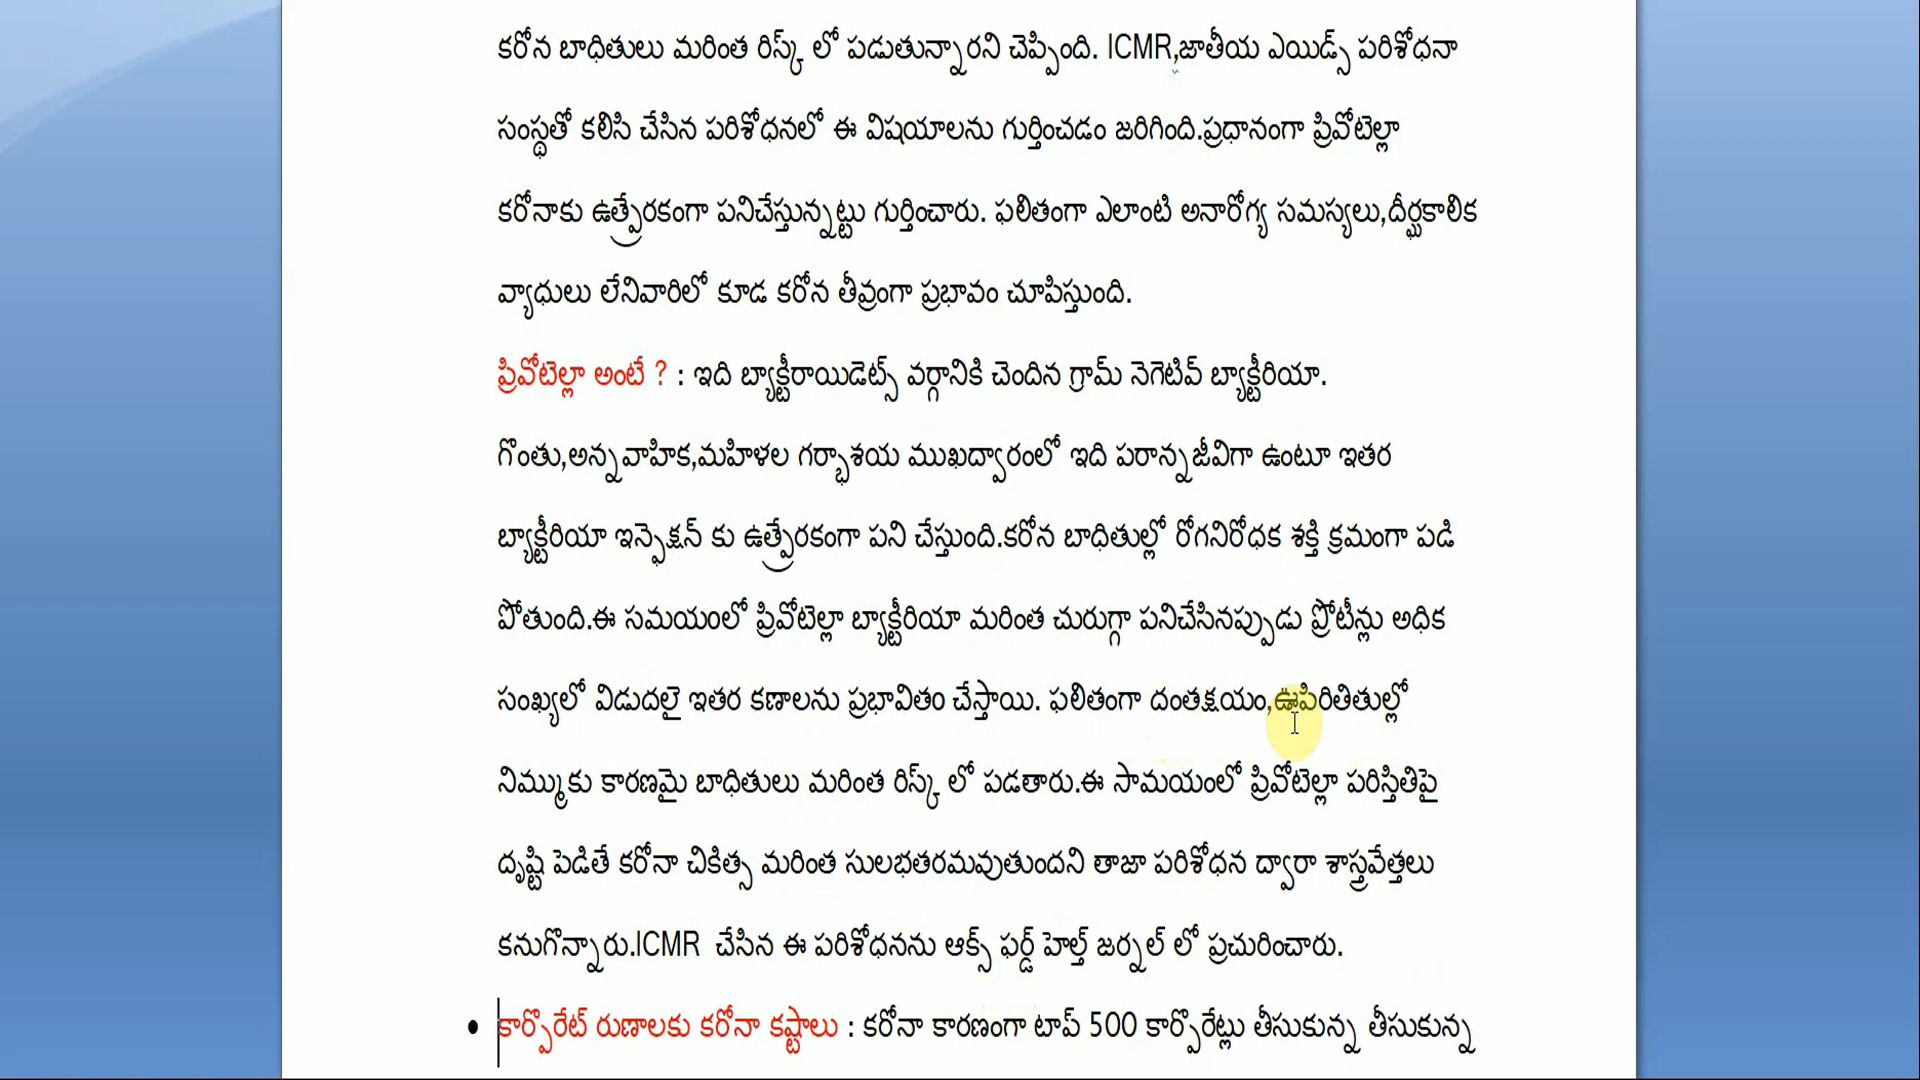 కరోన బాధితులు మరింత రిస్క్ లో పడుతున్నారని చెప్పింది. ICMR,జాతీయ ఎయిడ్స్ పరిశోధనా
సంస్థతో కలిసి చేసిన పరిశోధనలో ఈ విషయాలను గుర్తించడం జరిగింది.ప్రధానంగా ప్రివోటెల్లా
కరోనాకు ఉత్ప్రేరకంగా పనిచేస్తున్నట్టు గుర్తించారు. ఫలితంగా ఎలాంటి అనారోగ్య సమస్యలు,దీర్ఘకాలిక
వ్యాధులు లేనివారిలో కూడ కరోన తీవ్రంగా ప్రభావం చూపిస్తుంది.
ప్రివోటెల్లా అంటే ? : ఇది బ్యాక్టీరాయిడెట్స్ వర్గానికి చెందిన గ్రామ్ నెగెటివ్ బ్యాక్టీరియా.
గొంతు,అన్నవాహిక,మహిళల గర్భాశయ ముఖద్వారంలో ఇది పరాన్నజీవిగా ఉంటూ ఇతర
బ్యాక్టీరియా ఇన్ఫెక్షన్ కు ఉత్ప్రేరకంగా పని చేస్తుంది.కరోన బాధితుల్లో రోగనిరోధక శక్తి క్రమంగా పడి
పోతుంది.ఈ సమయంలో ప్రివోటెల్లా బ్యాక్టీరియా మరింత చురుగ్గా పనిచేసినప్పుడు ప్రోటీన్లు అధిక
సంఖ్యలో విడుదలై ఇతర కణాలను ప్రభావితం చేస్తాయి. ఫలితంగా దంతక్షయం,ఊపిరితితుల్లో
నిమ్ముకు కారణమై బాధితులు మరింత రిస్క్ లో పడతారు.ఈ సామయంలో ప్రివోటెల్లా పరిస్తితిపై
దృష్టి పెడితే కరోనా చికిత్స మరింత సులభతరమవుతుందని తాజా పరిశోధన ద్వారా శాస్త్రవేత్తలు
కనుగొన్నారు.ICMR చేసిన ఈ పరిశోధనను ఆక్స్ ఫర్డ్ హెల్త్ జర్నల్ లో ప్రచురించారు.
• కార్పొరేట్ రుణాలకు కరోనా కష్టాలు : కరోనా కారణంగా టాప్ 500 కార్పొరేట్లు తీసుకున్న తీసుకున్న